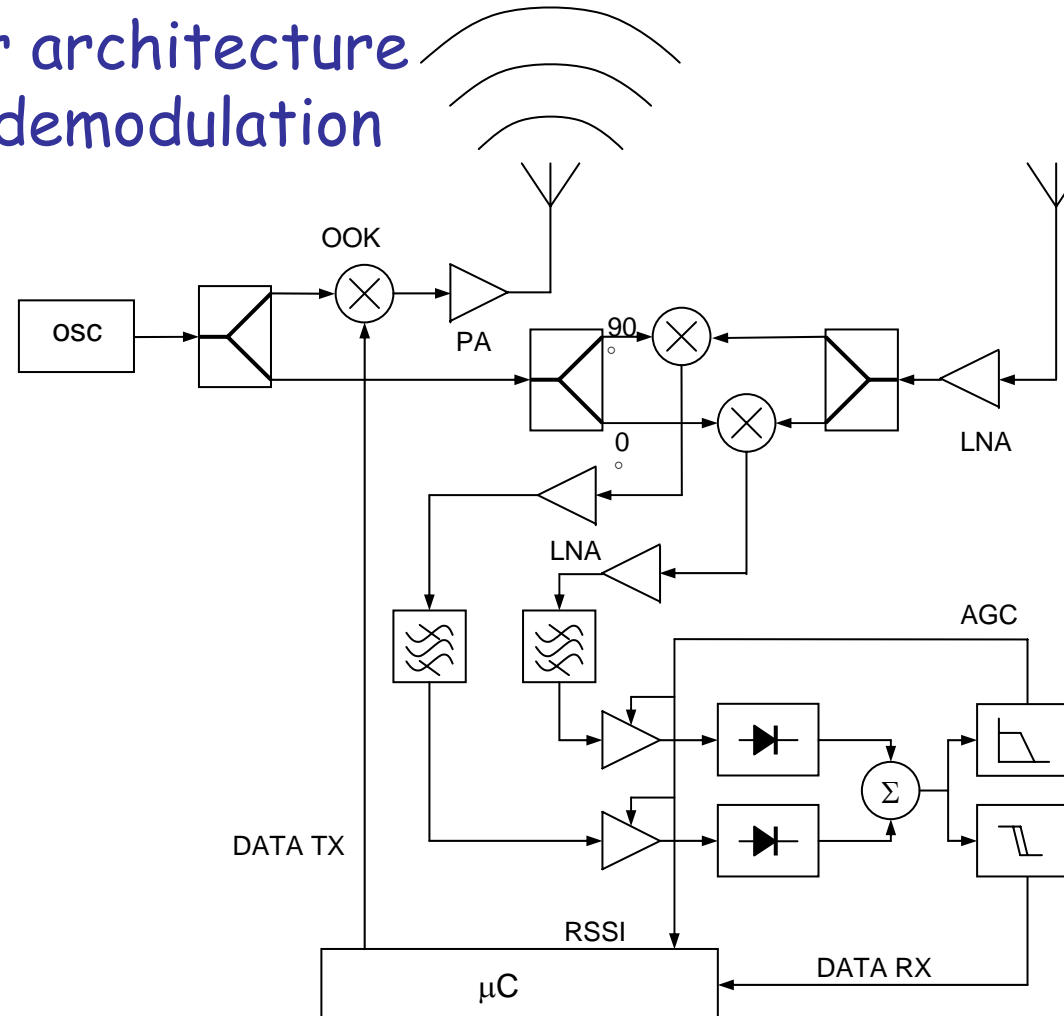 r architecture
demodulation
OOK
osc
PA
90
°
0
°
LNA
LNA
AGC
Σ
DATA TX
RSSI
DATA RX
μC